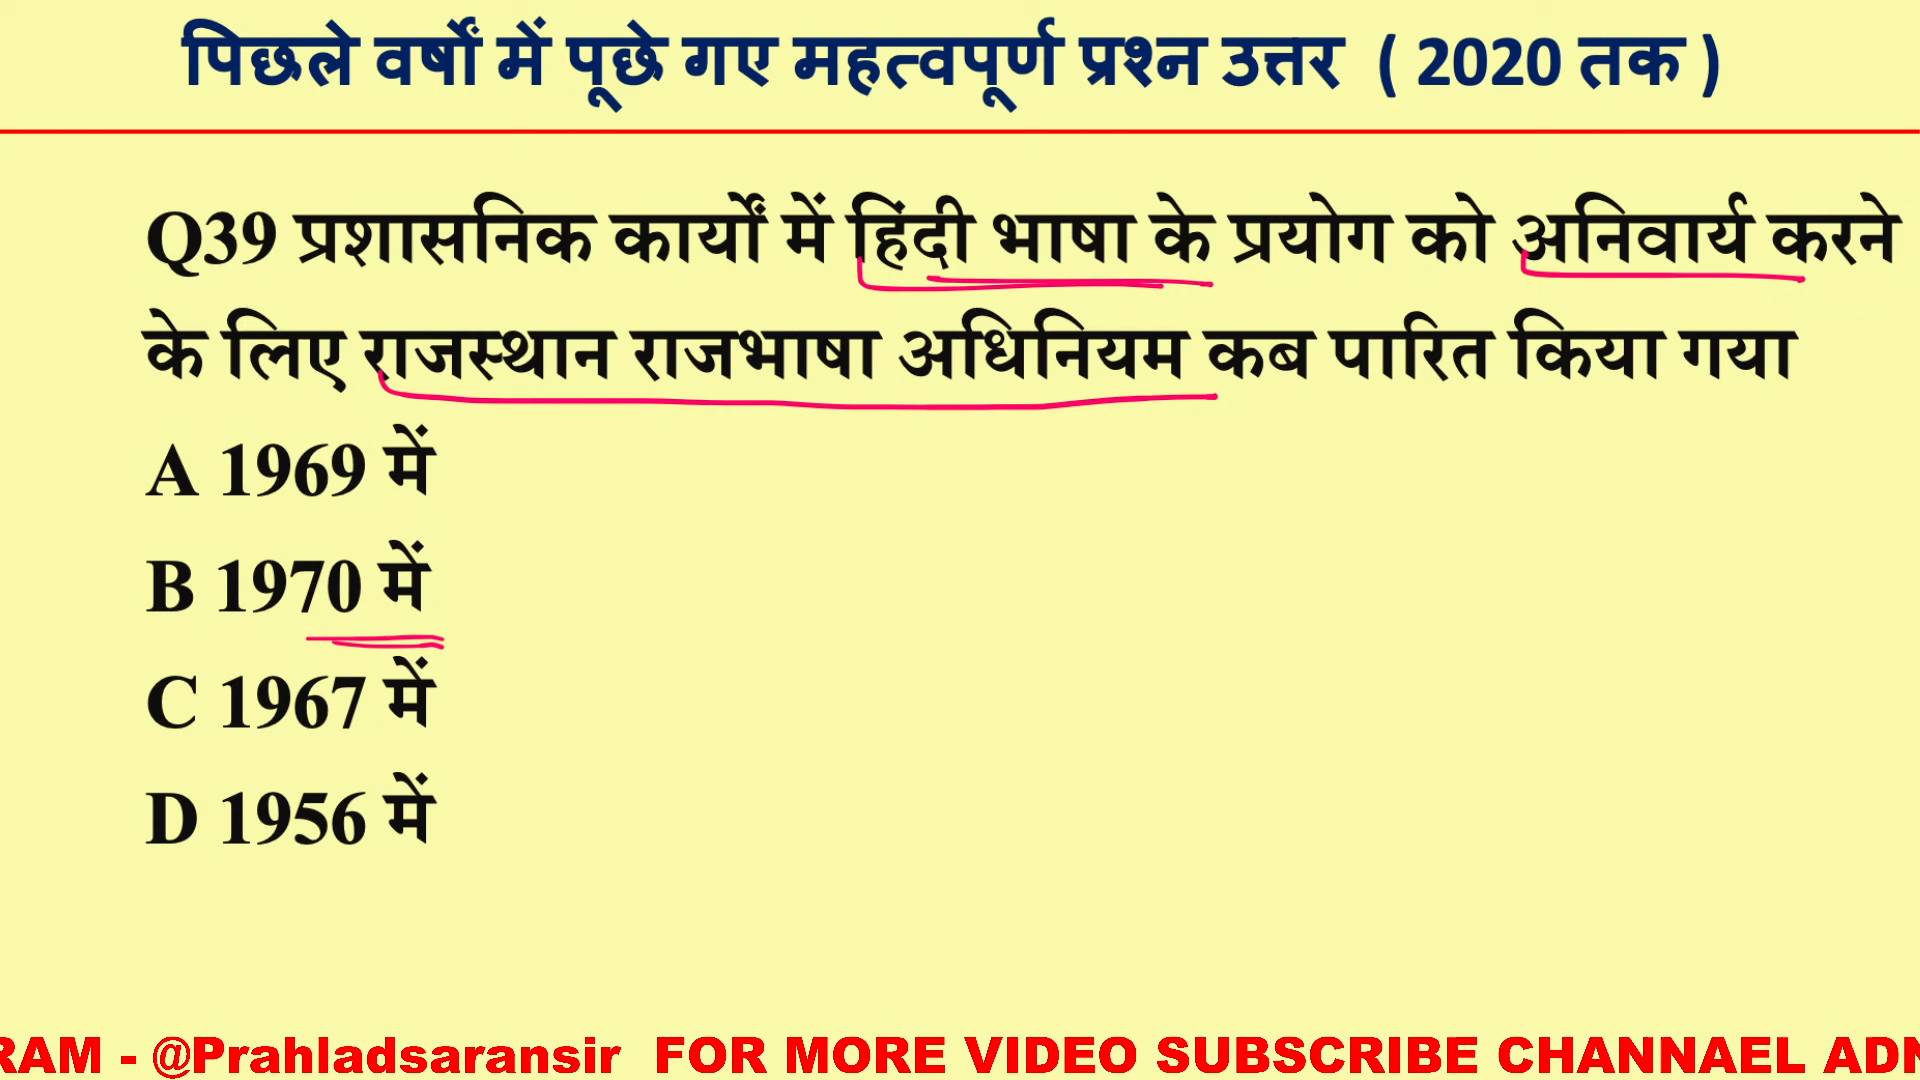 पिछले वर्षों में पूछे गए महत्वपूर्ण प्रश्न उत्तर ( 2020 तक )
Q39 प्रशासनिक कार्यों में हिंदी भाषा के प्रयोग को अनिवार्य करने
के लिए राजस्थान राजभाषा अधिनियम कब पारित किया गया
A 1969 में
B 1970 में
C 1967 में
D 1956 में
RAM - @Prahladsaransir FOR MORE VIDEO SUBSCRIBE CHANNAEL ADN